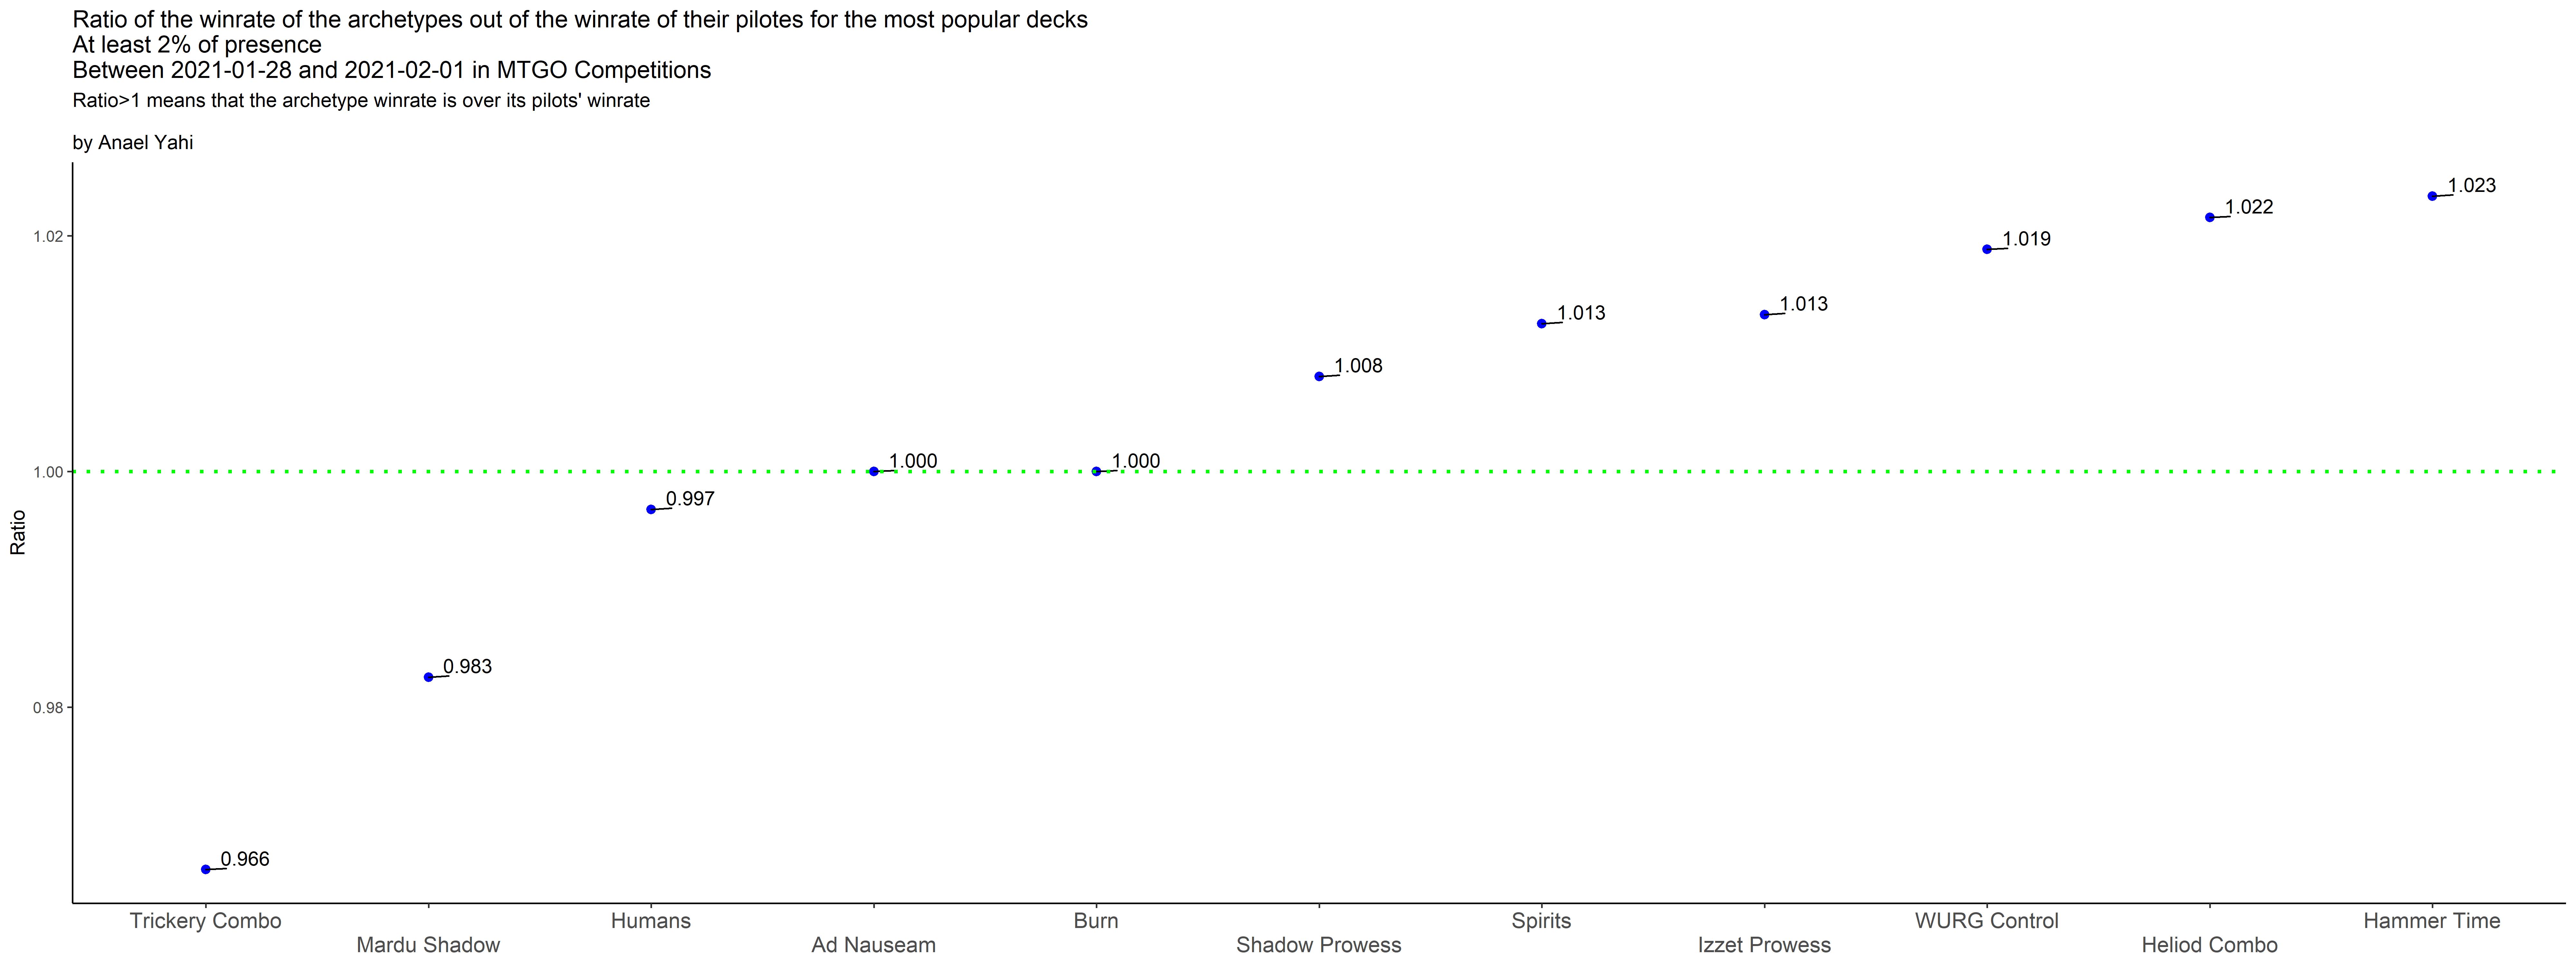 Ratio of the winrate of the archetypes out of the winrate of their pilotes for the most popular decks
At least 2% of presence
Between 2021-01-28 and 2021-02-01 in MTGO Competitions
Ratio>1 means that the archetype winrate is over its pilots' winrate
by Anael Yahi
1.023
1.022
1.02
1.019
1.013
1.013
1.008
1.000
1.000
1.00
0.997
Ratio
0.983
0.98
0.966
Trickery Combo
Humans
Burn
Spirits
WURG Control
Hammer Time
Mardu Shadow
Ad Nauseam
Shadow Prowess
Izzet Prowess
Heliod Combo